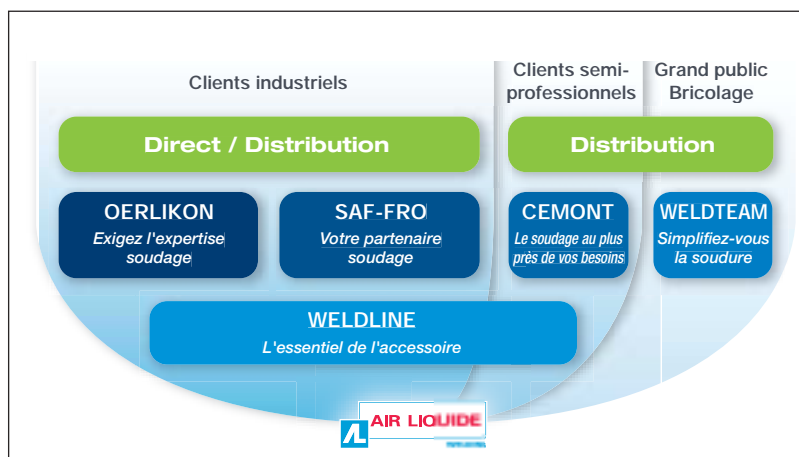 Clients industriels
Clients semi-
professionnels
Grand public
Bricolage
Direct / Distribution
Distribution
OERLIKON
Exigez l'expertise
soudage
SAF-FRO
Votre partenaire
soudage
CEMONT
Le soudage au plus
près de vos besoins
WELDTEAM
Simplifiez-vous
la soudure
WELDLINE
L'essentiel de l'accessoire
AIR LIQUIDE